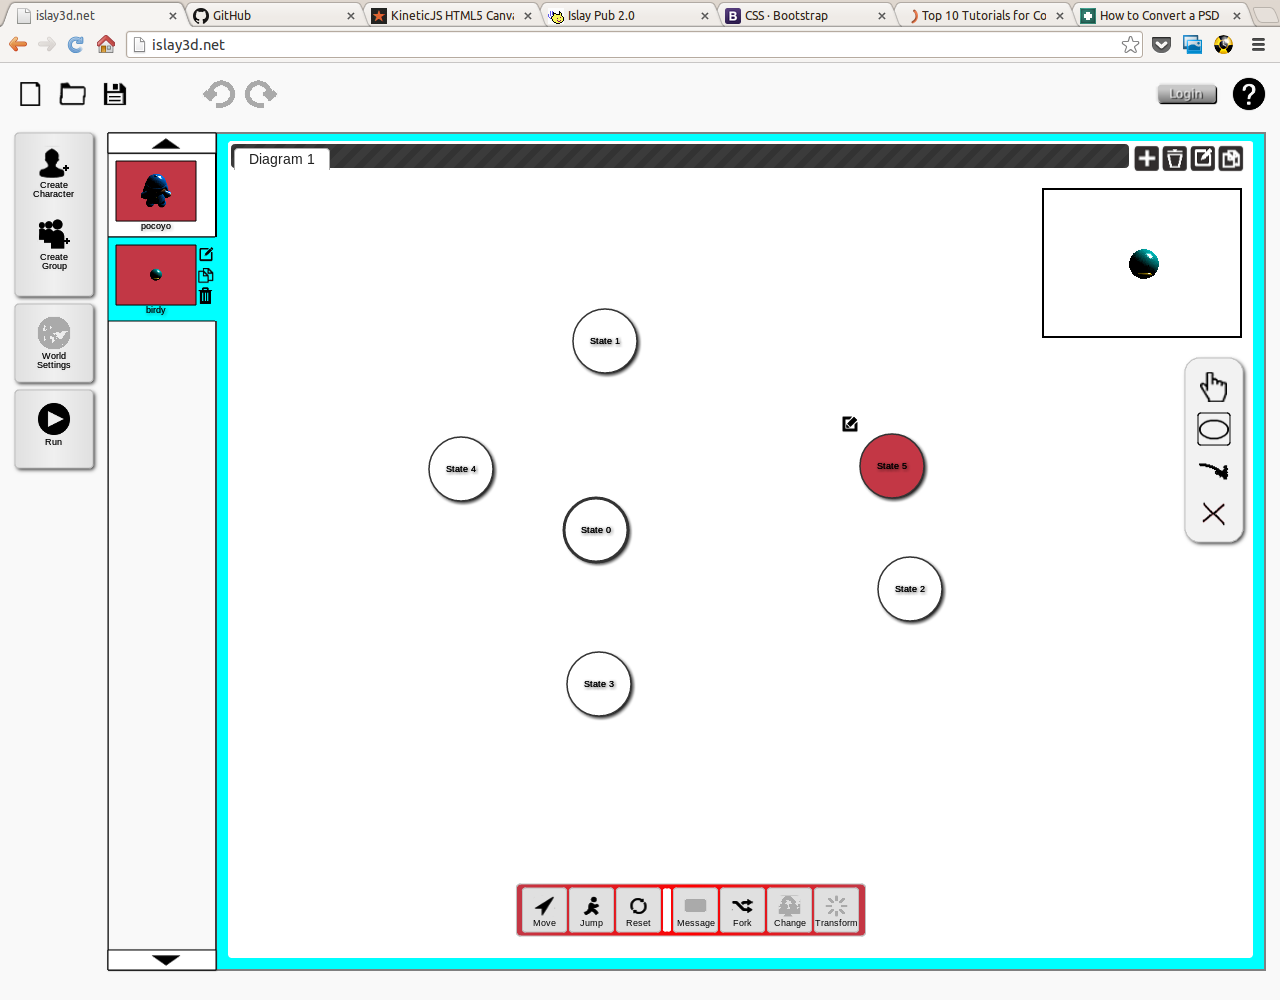 islay3d.net
GitHub
KineticJS HTML5 Canva
Islay Pub 2.0
CSS · Bootstrap
Top 10 Tutorials for Co
How to Convert a PSD
islay3d.net
Login
?
Create
Character
Create
Group
World
Settings
Run
pocoyo
birdy
Diagram 1
State 1
State 4
State 5
State 0
State 2
State 3
Move
Jump
Reset
Message
Fork
Change
Transform